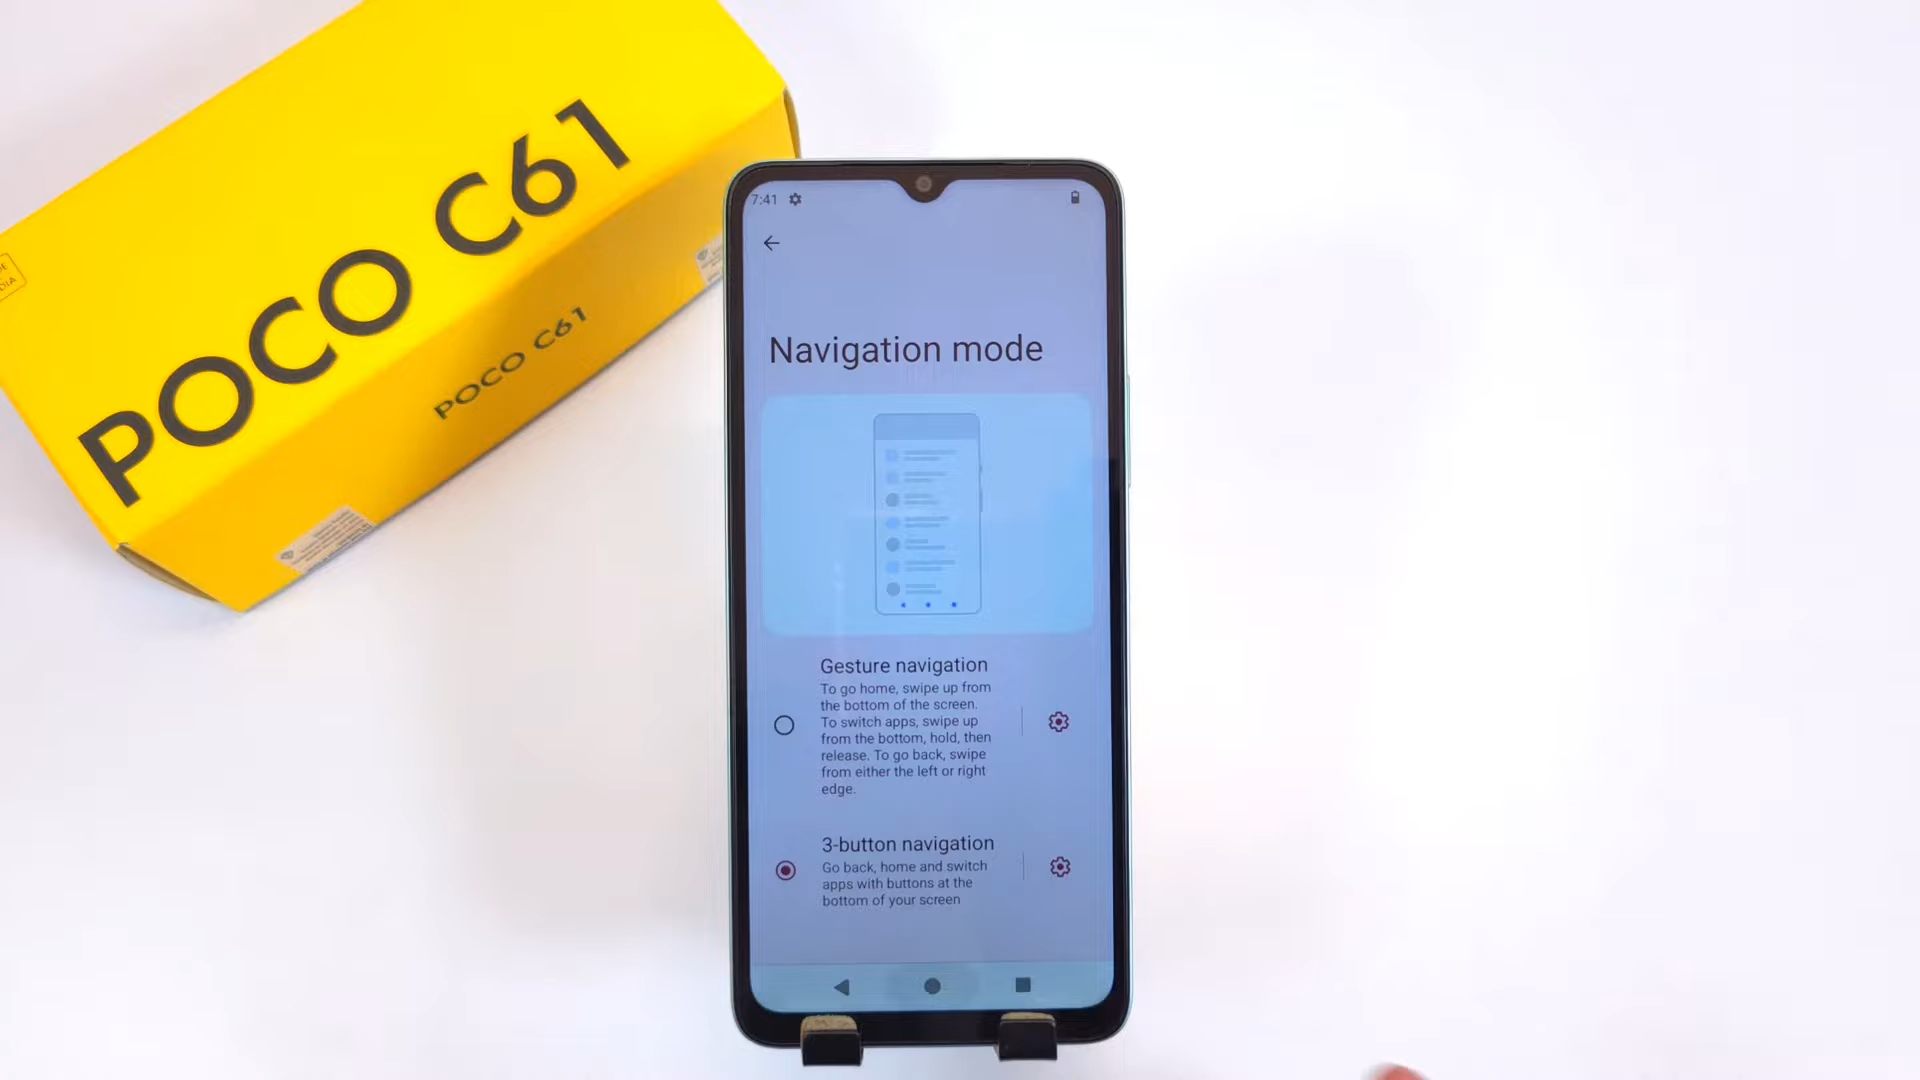 POCO C61
POCO C61
7:41
Navigation mode
Gesture navigation
To go home, swipe up from
the bottom of the screen.
To switch apps, swipe up
from the bottom, hold, then
release. To go back, swipe
from either the left or right
edge.
3-button navigation
Go back, home and switch
apps with buttons at the
bottom of your screen